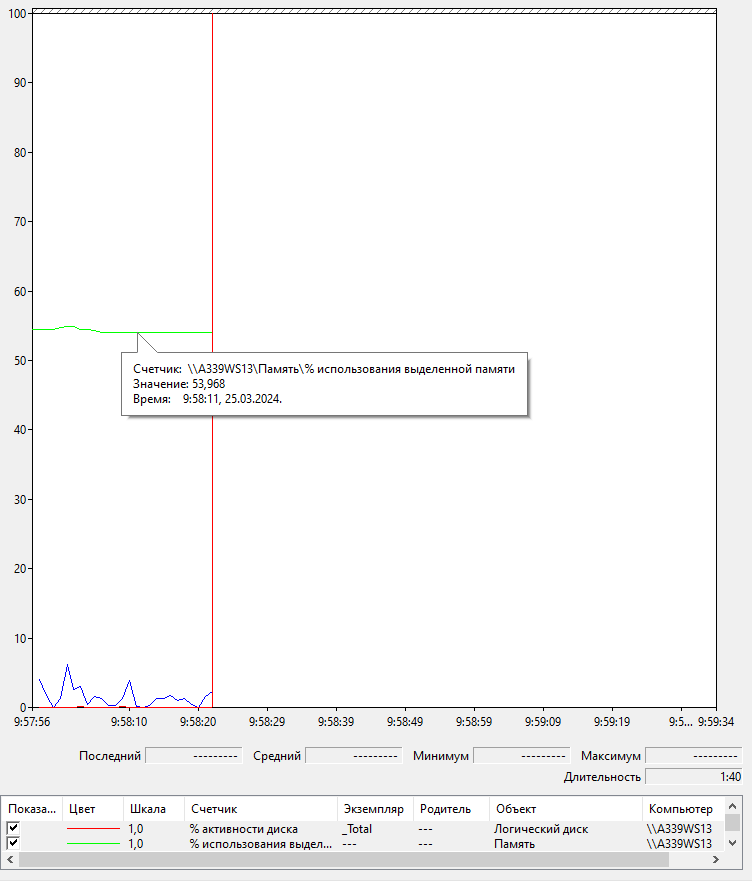 100
90
80
70
60
50
Счетчик: \\A339WS13\Память\% использования выделенной памяти
Значение: 53,968
Время: 9:58:11, 25.03.2024.
40
30
20
10
0
9:57:56 9:58:10 9:58:20 9:58:29 9:58:39 9:58:49 9:58:59 9:59:09 9:59:19 9:5... 9:59:34
Последний --------- Средний --------- Минимум --------- Максимум ---------
Длительность 1:40
Показа... Цвет Шкала Счетчик Экземпляр Родитель Объект Компьютер
1,0 % активности диска _Total --- Логический диск \\A339WS13
1,0 % использования выдел... --- --- Память \\A339WS13